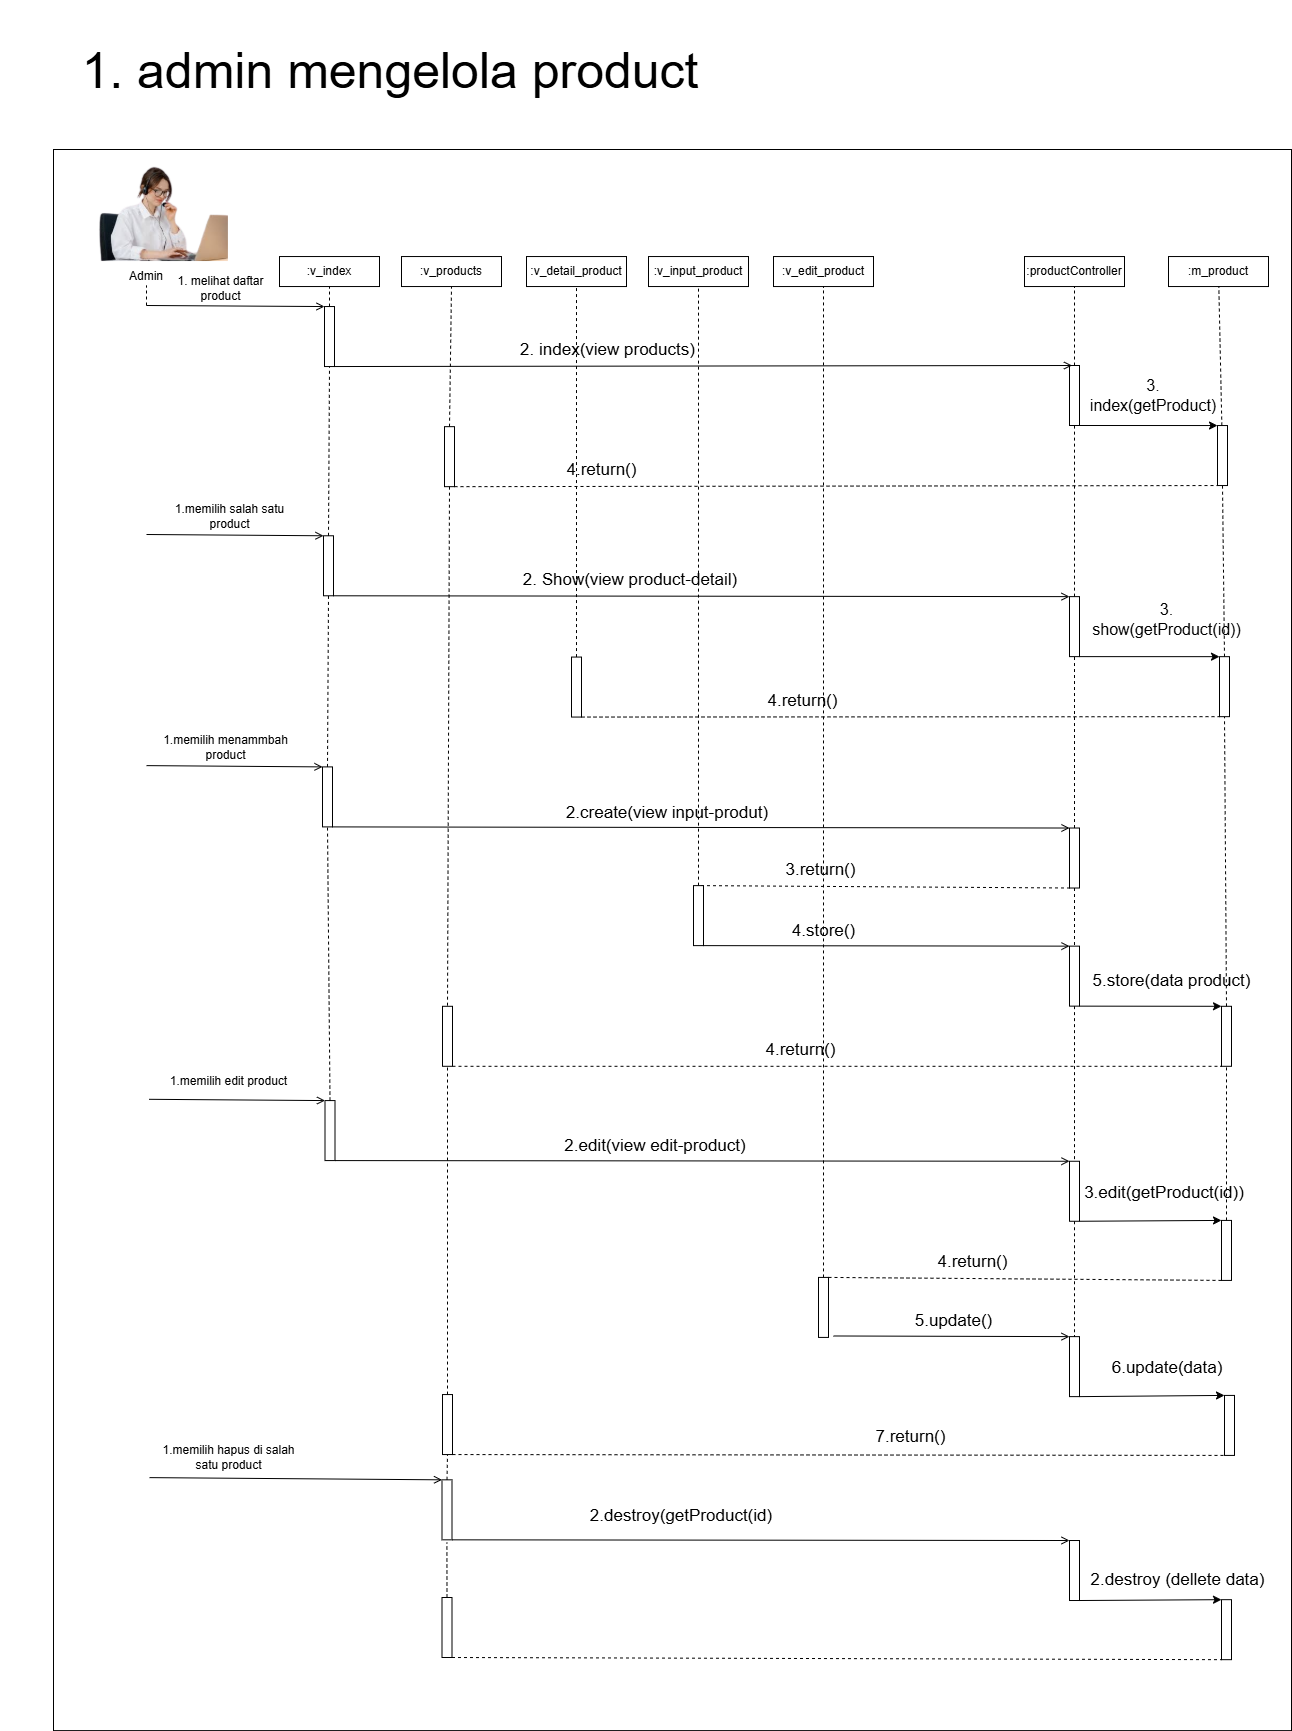 1. admin mengelola product
Admin
:v_index
:v_products
:v_detail_product
:v_input_product
:v_edit_product
:productController
:m_product
1. melihat daftar
product
2. index(view products)
3.
index(getProduct)
4.return()
1.memilih salah satu
product
2. Show(view product-detail)
3.
show(getProduct(id))
4.return()
1.memilih menammbah
product
2.create(view input-produt)
3.return()
4.store()
5.store(data product)
4.return()
1.memilih edit product
2.edit(view edit-product)
3.edit(getProduct(id))
4.return()
5.update()
6.update(data)
7.return()
1.memilih hapus di salah
satu product
2.destroy(getProduct(id)
2.destroy (dellete data)